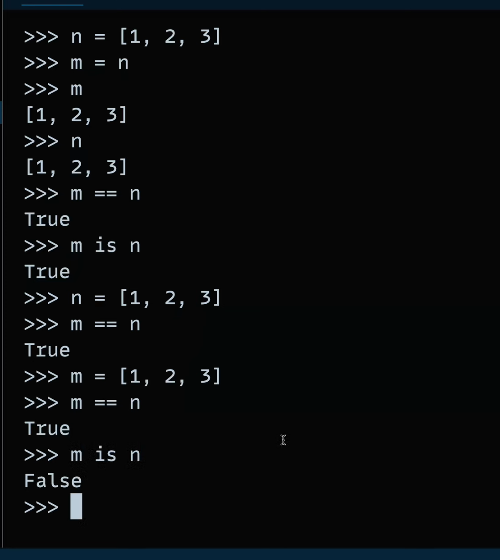 >>> n = [1, 2, 3]
>>> m = n
>>> m
[1, 2, 3]
>>> n
[1, 2, 3]
>>> m == n
True
>>> m is n
True
>>> n = [1, 2, 3]
>>> m == n
True
>>> m = [1, 2, 3]
>>> m == n
True
>>> m is n
False
>>>